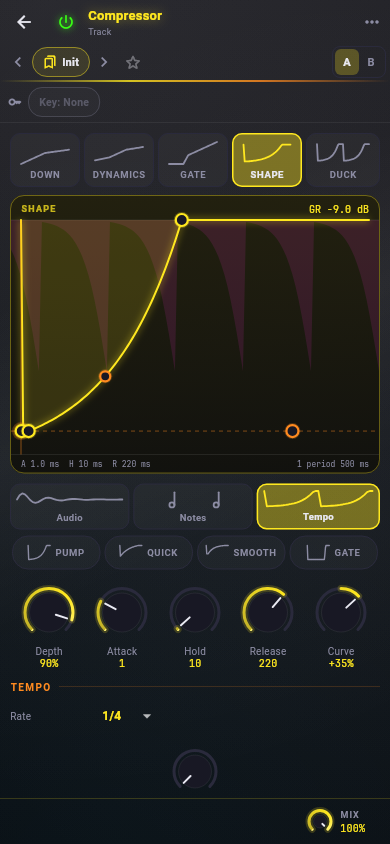 Compressor
Track
Init
A B
Key: None
DOWN DYNAMICS GATE SHAPE DUCK
SHAPE GR -9.0 dB
A 1.0 ms H 10 ms R 220 ms 1 period 500 ms
Audio Notes Tempo
PUMP QUICK SMOOTH GATE
Depth Attack Hold Release Curve
90% 1 10 220 +35%
TEMPO
Rate 1/4
MIX
100%